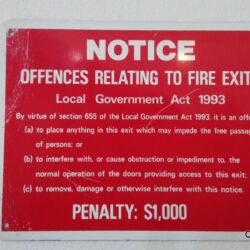 NOTICE
OFFENCES RELATING TO FIRE EXIT
Local Government Act 1993
By virtue of section 655 of the Local Government Act 1993, it is an offen
(a) to place anything in this exit which may impede the free passag
of persons: or
(b) to interfere with, or cause obstruction or impediment to, the
normal operation of the doors providing access to this exit:
(c) to remove, damage or otherwise interfere with this notice.
PENALTY: $1,000